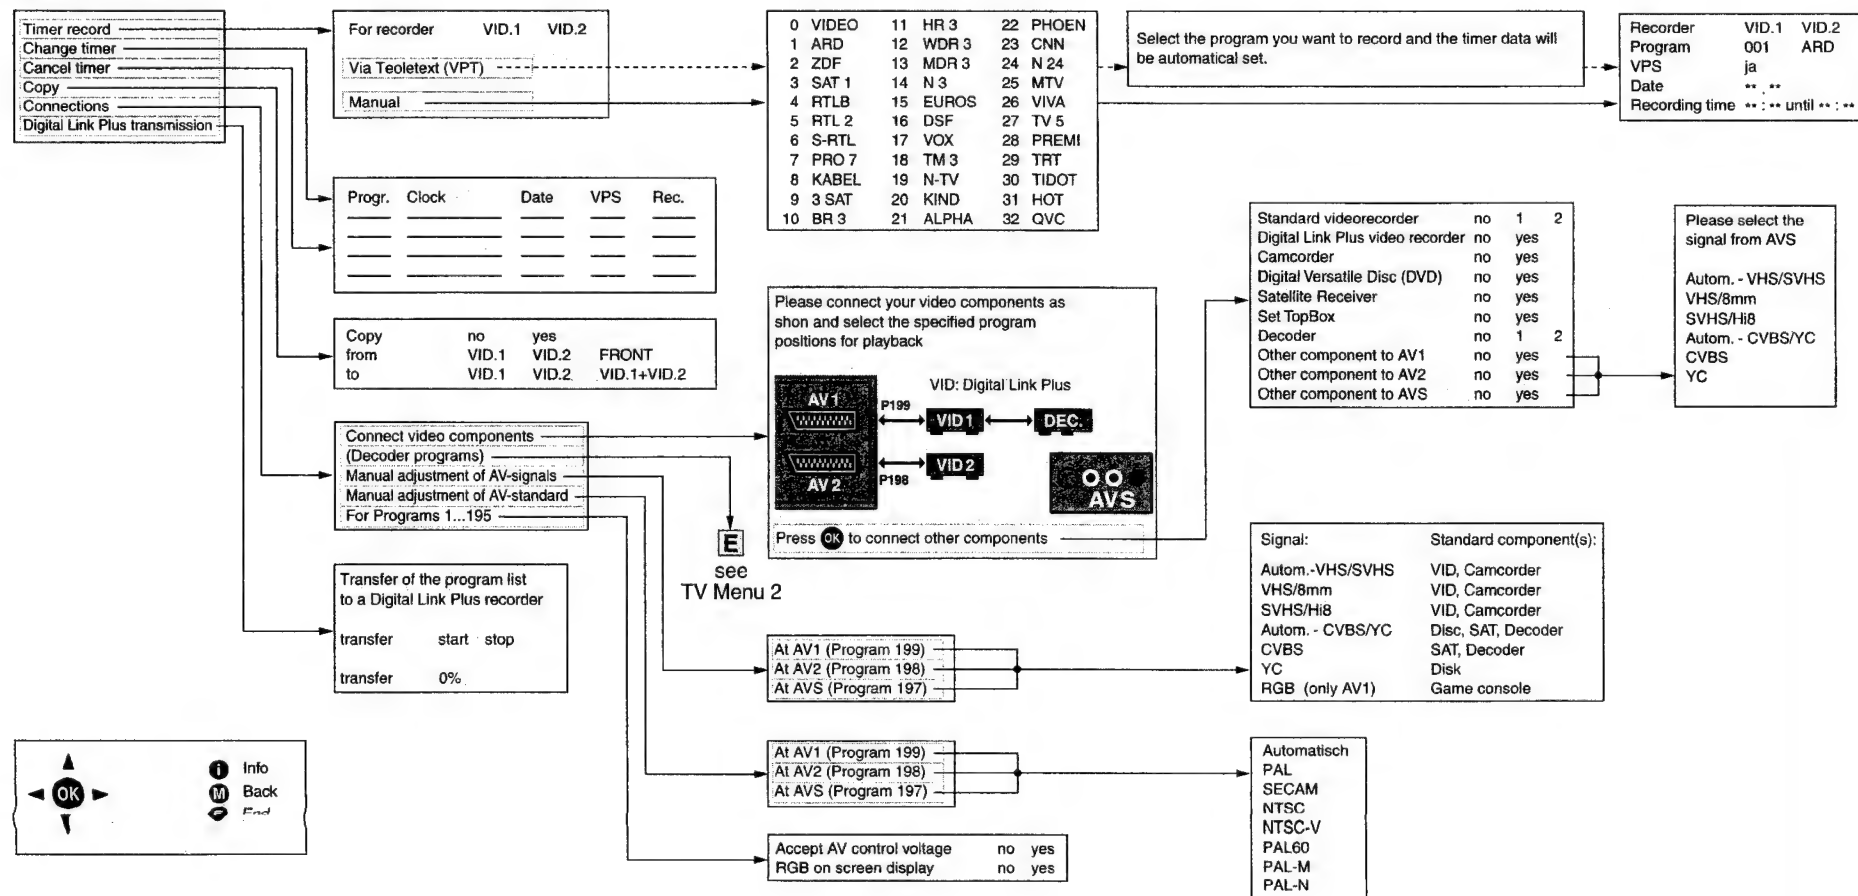 Timer record
Change timer
Cancel timer
Copy
Connections
Digital Link Plus transmission
For recorder VID.1 VID.2
Via Teoletext (VPT)
Manual
0 VIDEO 11 HR 3 22 PHOEN
1 ARD 12 WDR 3 23 CNN
2 ZDF 13 MDR 3 24 N 24
3 SAT 1 14 N 3 25 MTV
4 RTLB 15 EUROS 26 VIVA
5 RTL 2 16 DSF 27 TV 5
6 S-RTL 17 VOX 28 PREMI
7 PRO 7 18 TM 3 29 TRT
8 KABEL 19 N-TV 30 TIDOT
9 3 SAT 20 KIND 31 HOT
10 BR 3 21 ALPHA 32 QVC
Select the program you want to record and the timer data will
be automatical set.
Recorder VID.1 VID.2
Program 001 ARD
VPS ja
Date ** . **
Recording time ** : ** until ** : **
Progr. Clock Date VPS Rec.
Copy no yes
from VID.1 VID.2 FRONT
to VID.1 VID.2 VID.1+VID.2
Connect video components
(Decoder programs)
Manual adjustment of AV-signals
Manual adjustment of AV-standard
For Programs 1...195
E
see
TV Menu 2
Please connect your video components as
shon and select the specified program
positions for playback
VID: Digital Link Plus
AV1
P199
VID1
DEC.
AV2
P198
VID2
AVS
Press OK to connect other components
Standard videorecorder no 1 2
Digital Link Plus video recorder no yes
Camcorder no yes
Digital Versatile Disc (DVD) no yes
Satellite Receiver no yes
Set TopBox no yes
Decoder no 1 2
Other component to AV1 no yes
Other component to AV2 no yes
Other component to AVS no yes
Please select the
signal from AVS
Autom. - VHS/SVHS
VHS/8mm
SVHS/Hi8
Autom. - CVBS/YC
CVBS
YC
Transfer of the program list
to a Digital Link Plus recorder
transfer start stop
transfer 0%
At AV1 (Program 199)
At AV2 (Program 198)
At AVS (Program 197)
Signal: Standard component(s):
Autom.-VHS/SVHS VID, Camcorder
VHS/8mm VID, Camcorder
SVHS/Hi8 VID, Camcorder
Autom. - CVBS/YC Disc, SAT, Decoder
CVBS SAT, Decoder
YC Disk
RGB (only AV1) Game console
At AV1 (Program 199)
At AV2 (Program 198)
At AVS (Program 197)
Automatisch
PAL
SECAM
NTSC
NTSC-V
PAL60
PAL-M
PAL-N
Accept AV control voltage no yes
RGB on screen display no yes
OK
i Info
M Back
End